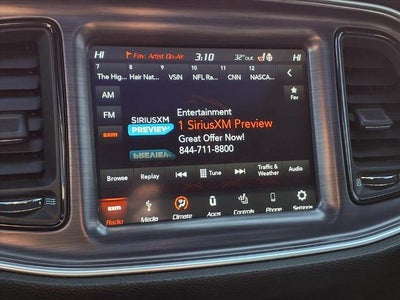 HI Fav. Artist On-Air 3:10 32°out HI
7 8 9 10 11 12
The Hig... Hair Nat... VSIN NFL Ra... CNN NASCA...
AM
FM
sxm
SIRIUSXM
PREVIEW
Entertainment
1 SiriusXM Preview
Great Offer Now!
844-711-8800
Fav
Browse Replay Tune Traffic & Weather Audio
sxm
Radio Media Climate Apps Controls Phone Settings